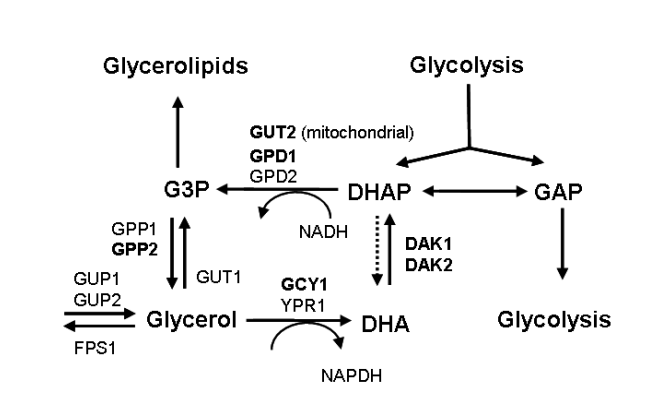 Glycerolipids
Glycolysis
GUT2 (mitochondrial)
GPD1
GPD2
G3P
DHAP
GAP
NADH
GPP1
GPP2
GUT1
DAK1
DAK2
GUP1
GUP2
GCY1
YPR1
Glycerol
DHA
Glycolysis
FPS1
NAPDH